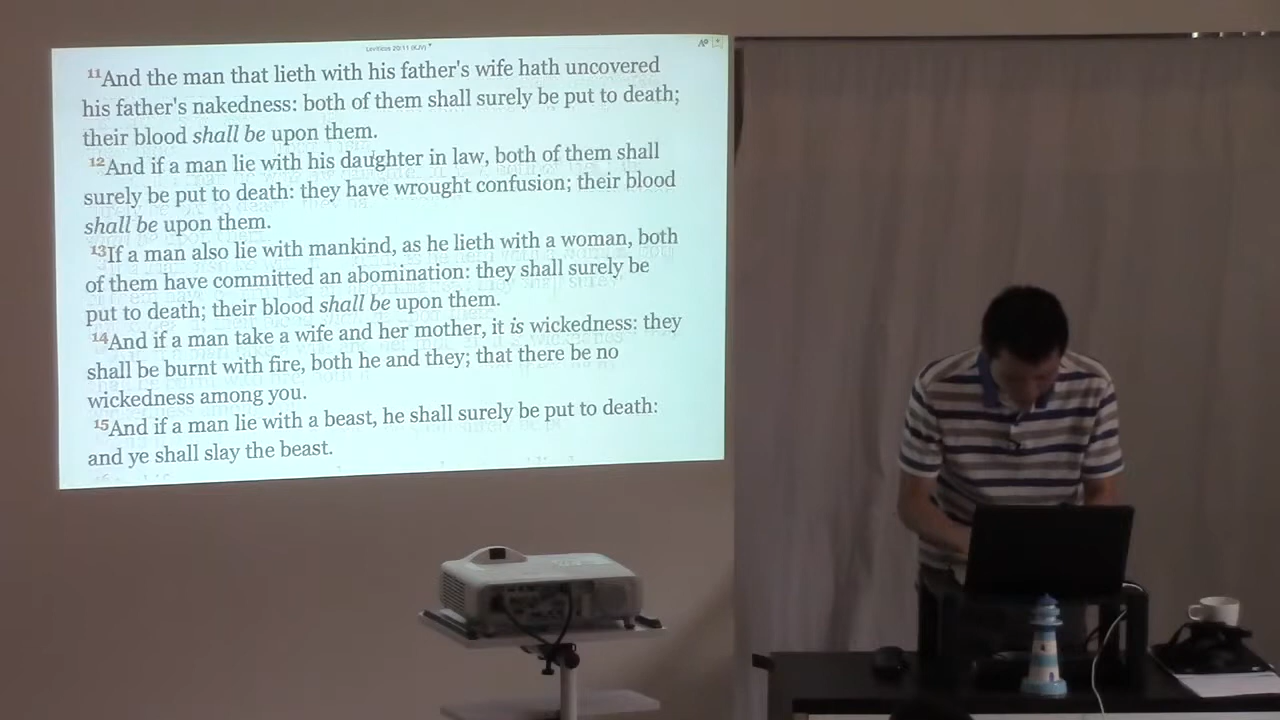 Leviticus 20:11 (KJV)
11And the man that lieth with his father's wife hath uncovered
his father's nakedness: both of them shall surely be put to death;
their blood shall be upon them.
12And if a man lie with his daughter in law, both of them shall
surely be put to death: they have wrought confusion; their blood
shall be upon them.
13If a man also lie with mankind, as he lieth with a woman, both
of them have committed an abomination: they shall surely be
put to death; their blood shall be upon them.
14And if a man take a wife and her mother, it is wickedness: they
shall be burnt with fire, both he and they; that there be no
wickedness among you.
15And if a man lie with a beast, he shall surely be put to death:
and ye shall slay the beast.